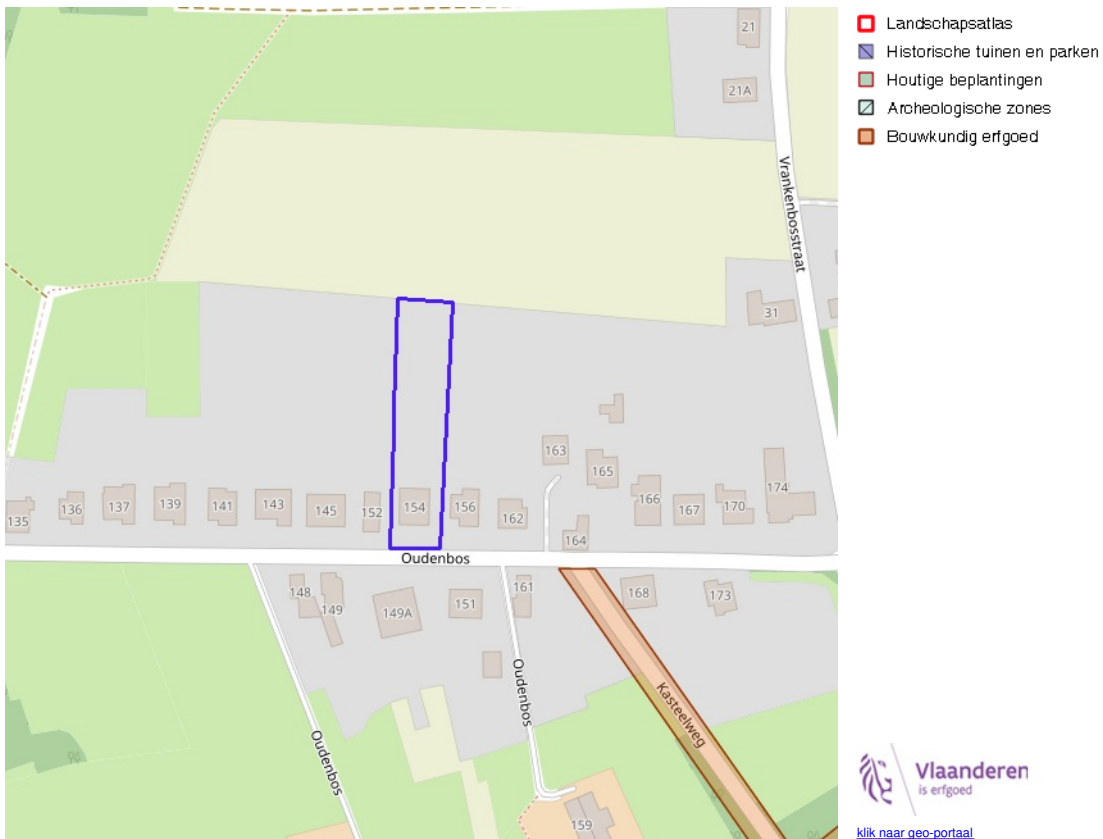 Landschapsatlas
Historische tuinen en parken
Houtige beplantingen
Archeologische zones
Bouwkundig erfgoed
21
21A
Vrankenbosstraat
31
163
165
174
135
136
137
139
141
143
145
152
154
156
162
166
167
170
164
Oudenbos
148
149
149A
151
161
168
173
Oudenbos
Oudenbos
Kasteelweg
159
Vlaanderen
is erfgoed
klik naar geo-portaal